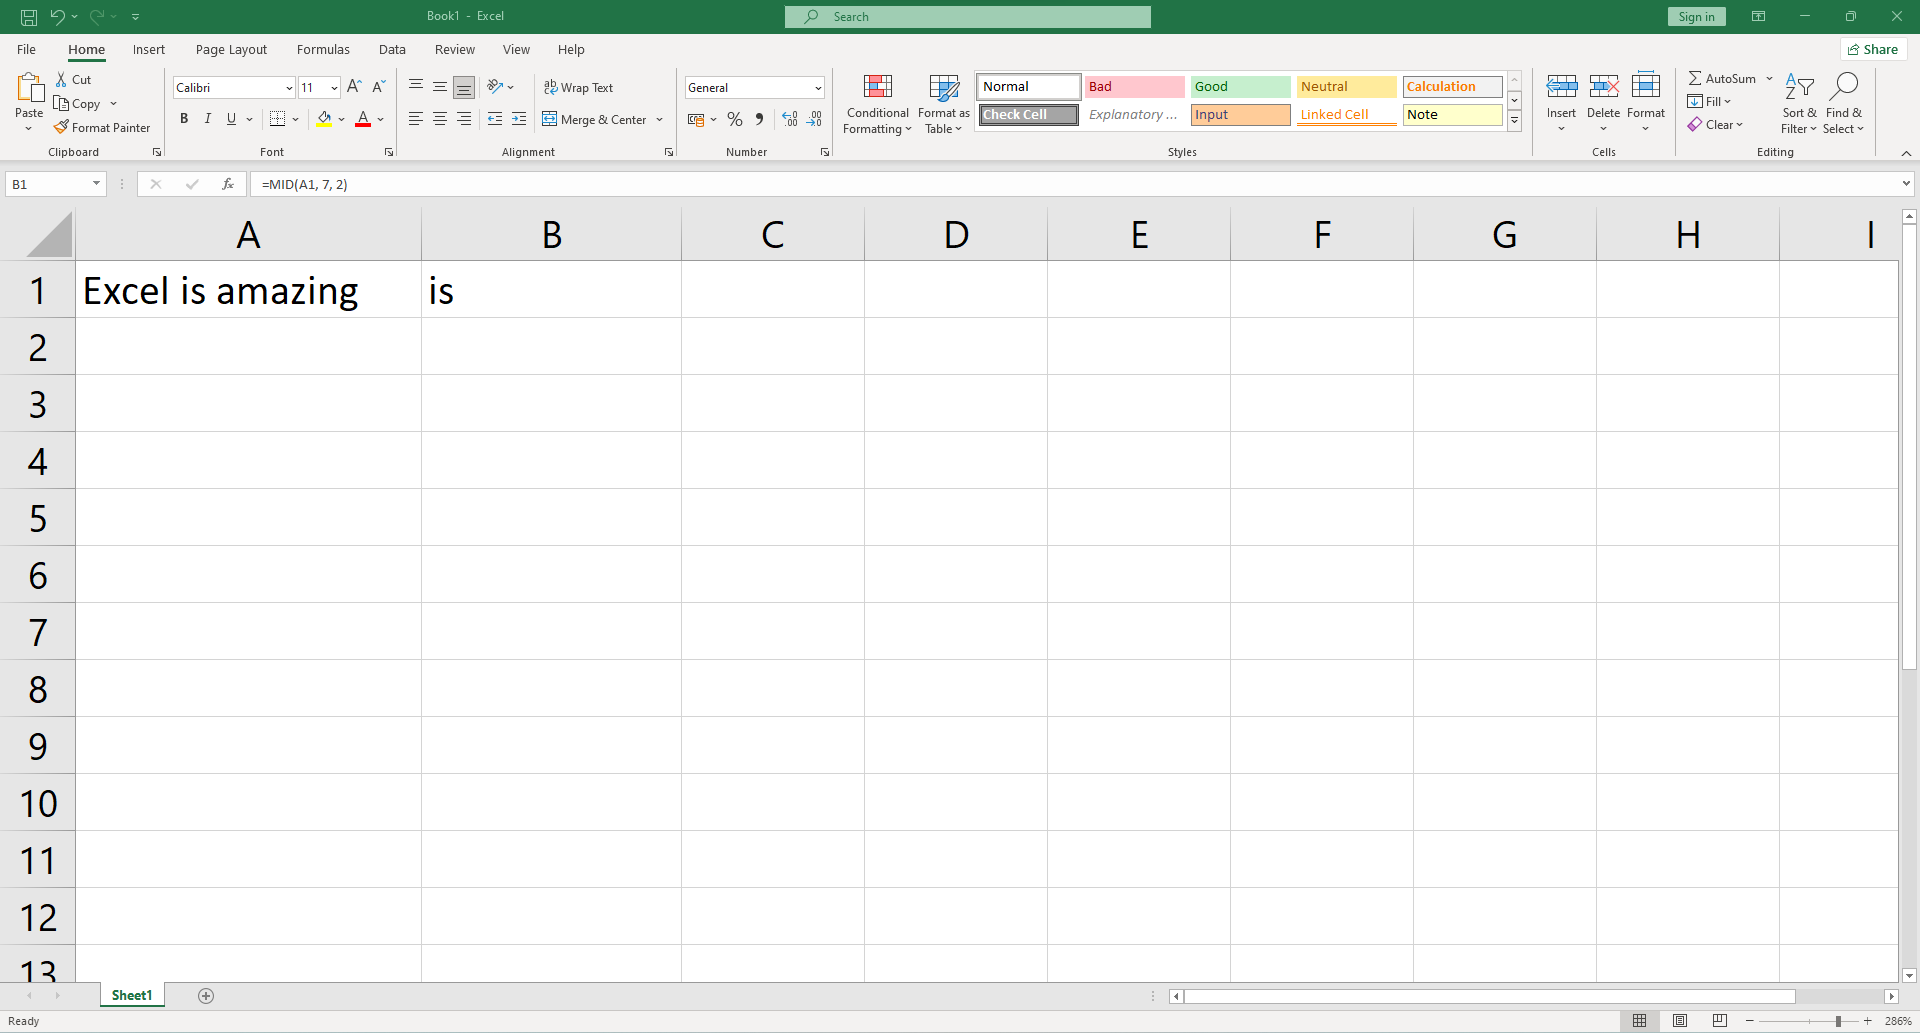 Book1 - Excel
Search
Sign in
File Home Insert Page Layout Formulas Data Review View Help
Share
Paste
Cut
Copy
Format Painter
Clipboard
Calibri 11
B I U
Font
Wrap Text
Merge & Center
Alignment
General
Number
Conditional Formatting
Format as Table
Normal Bad Good Neutral Calculation
Check Cell Explanatory ... Input Linked Cell Note
Styles
Insert Delete Format
Cells
AutoSum
Fill
Clear
Sort & Filter
Find & Select
Editing
B1
fx
=MID(A1, 7, 2)
A B C D E F G H I
1 Excel is amazing is
2
3
4
5
6
7
8
9
10
11
12
13
Sheet1
Ready
286%